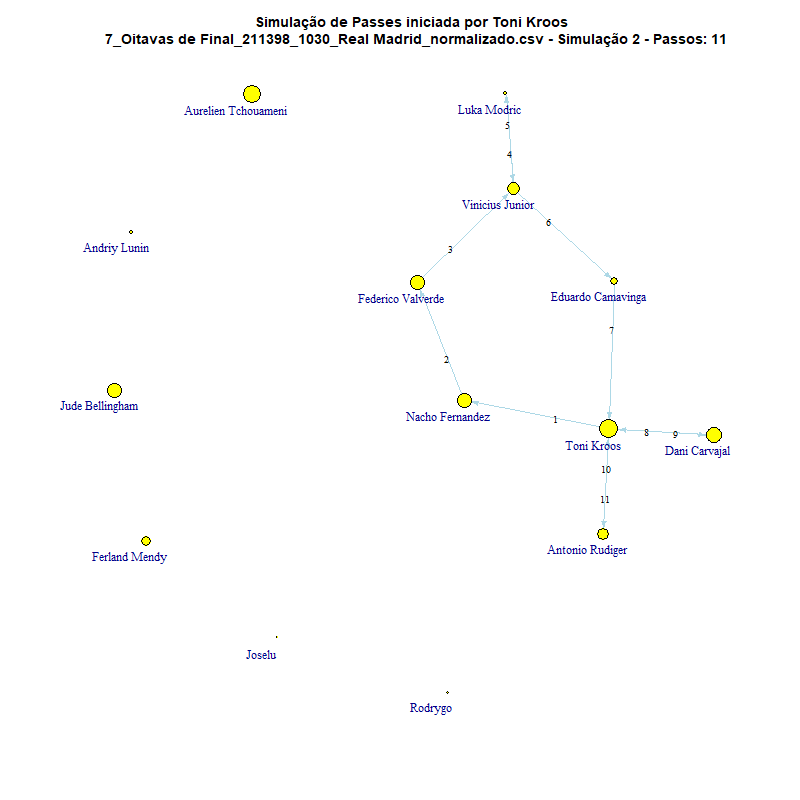 Simulação de Passes iniciada por Toni Kroos
7_Oitavas de Final_211398_1030_Real Madrid_normalizado.csv - Simulação 2 - Passos: 11
Aurelien Tchouameni
Luka Modric
5
4
Vinicius Junior
6
3
Andriy Lunin
Federico Valverde
Eduardo Camavinga
7
2
Jude Bellingham
Nacho Fernandez
1
Toni Kroos
8
9
Dani Carvajal
10
11
Antonio Rudiger
Ferland Mendy
Joselu
Rodrygo